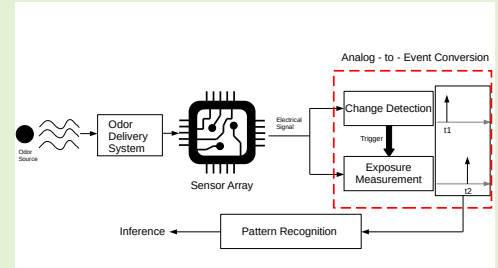 Analog - to - Event Conversion
Odor
Source
Odor
Delivery
System
Sensor Array
Electrical
Signal
Change Detection
Trigger
Exposure
Measurement
t1
t2
Inference
Pattern Recognition